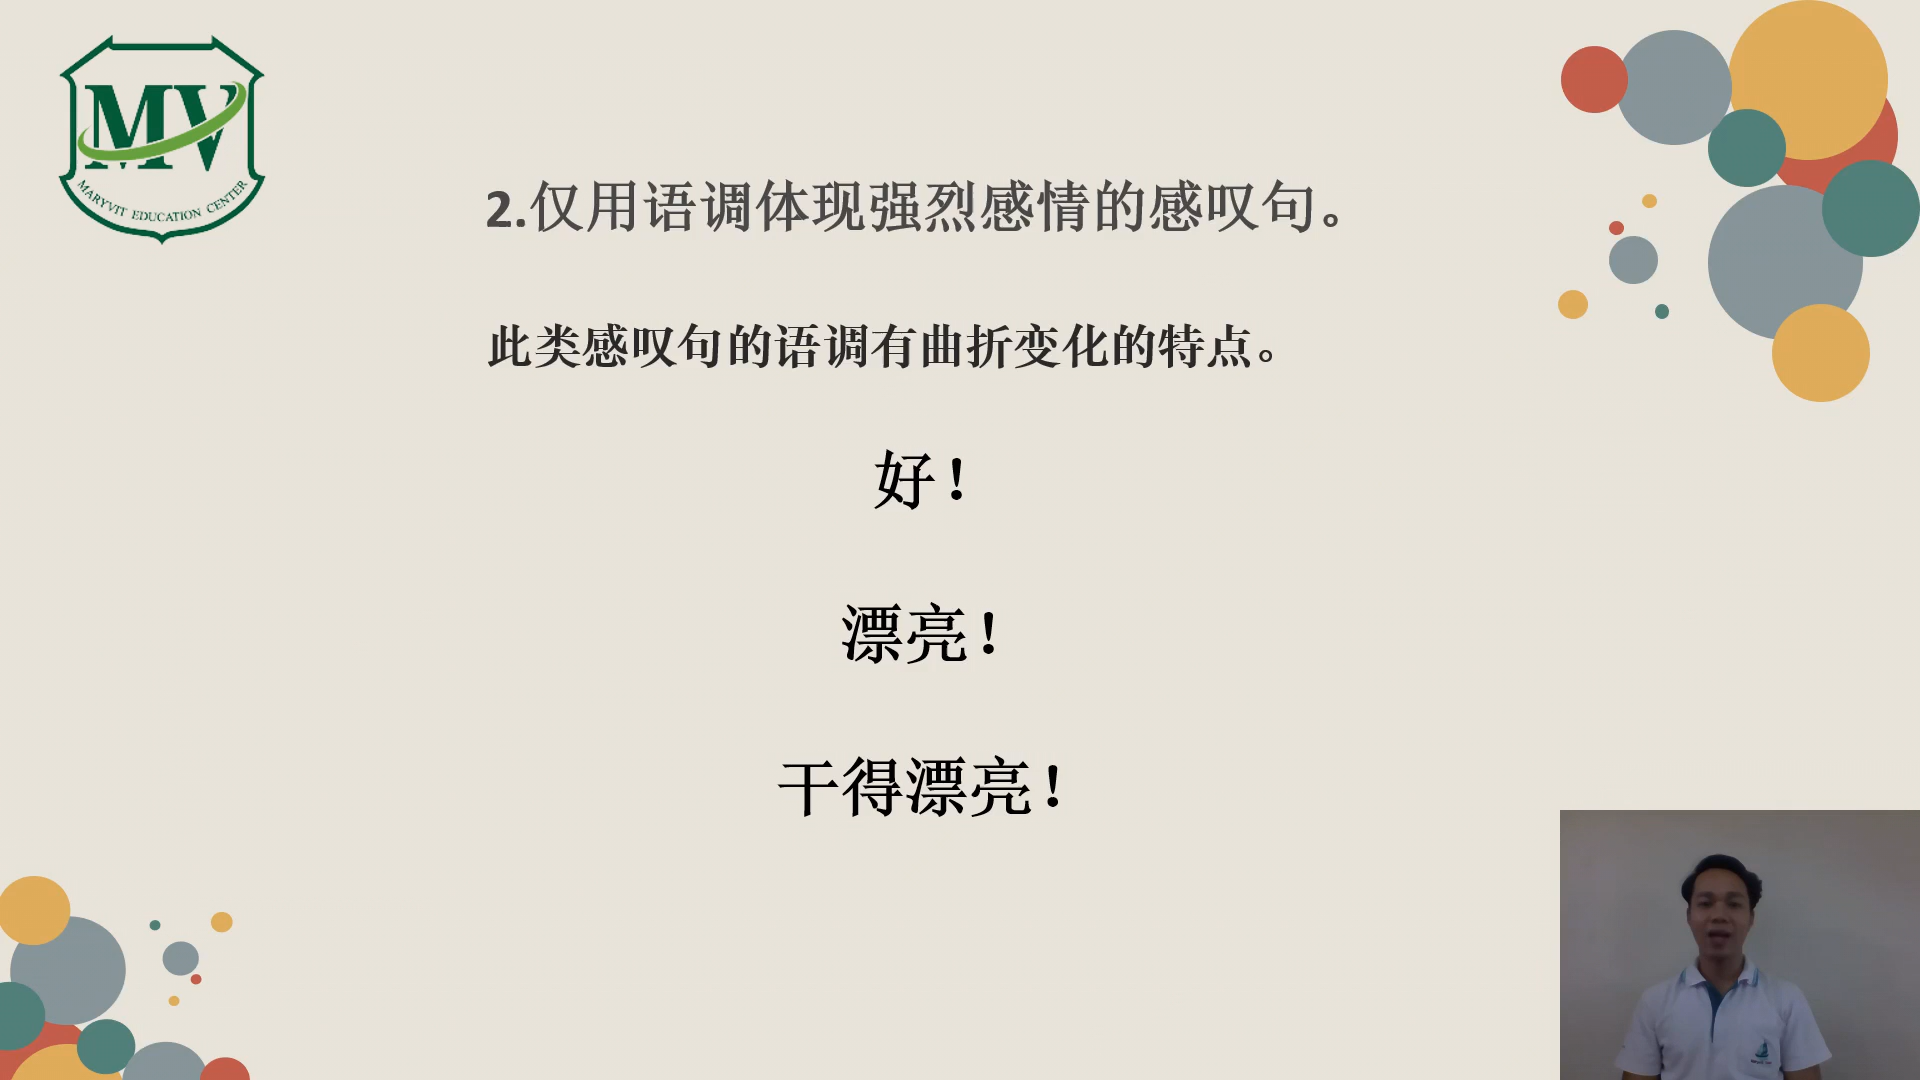 MV
MARYVIT EDUCATION CENTER
2.仅用语调体现强烈感情的感叹句。
此类感叹句的语调有曲折变化的特点。
好！
漂亮！
干得漂亮！